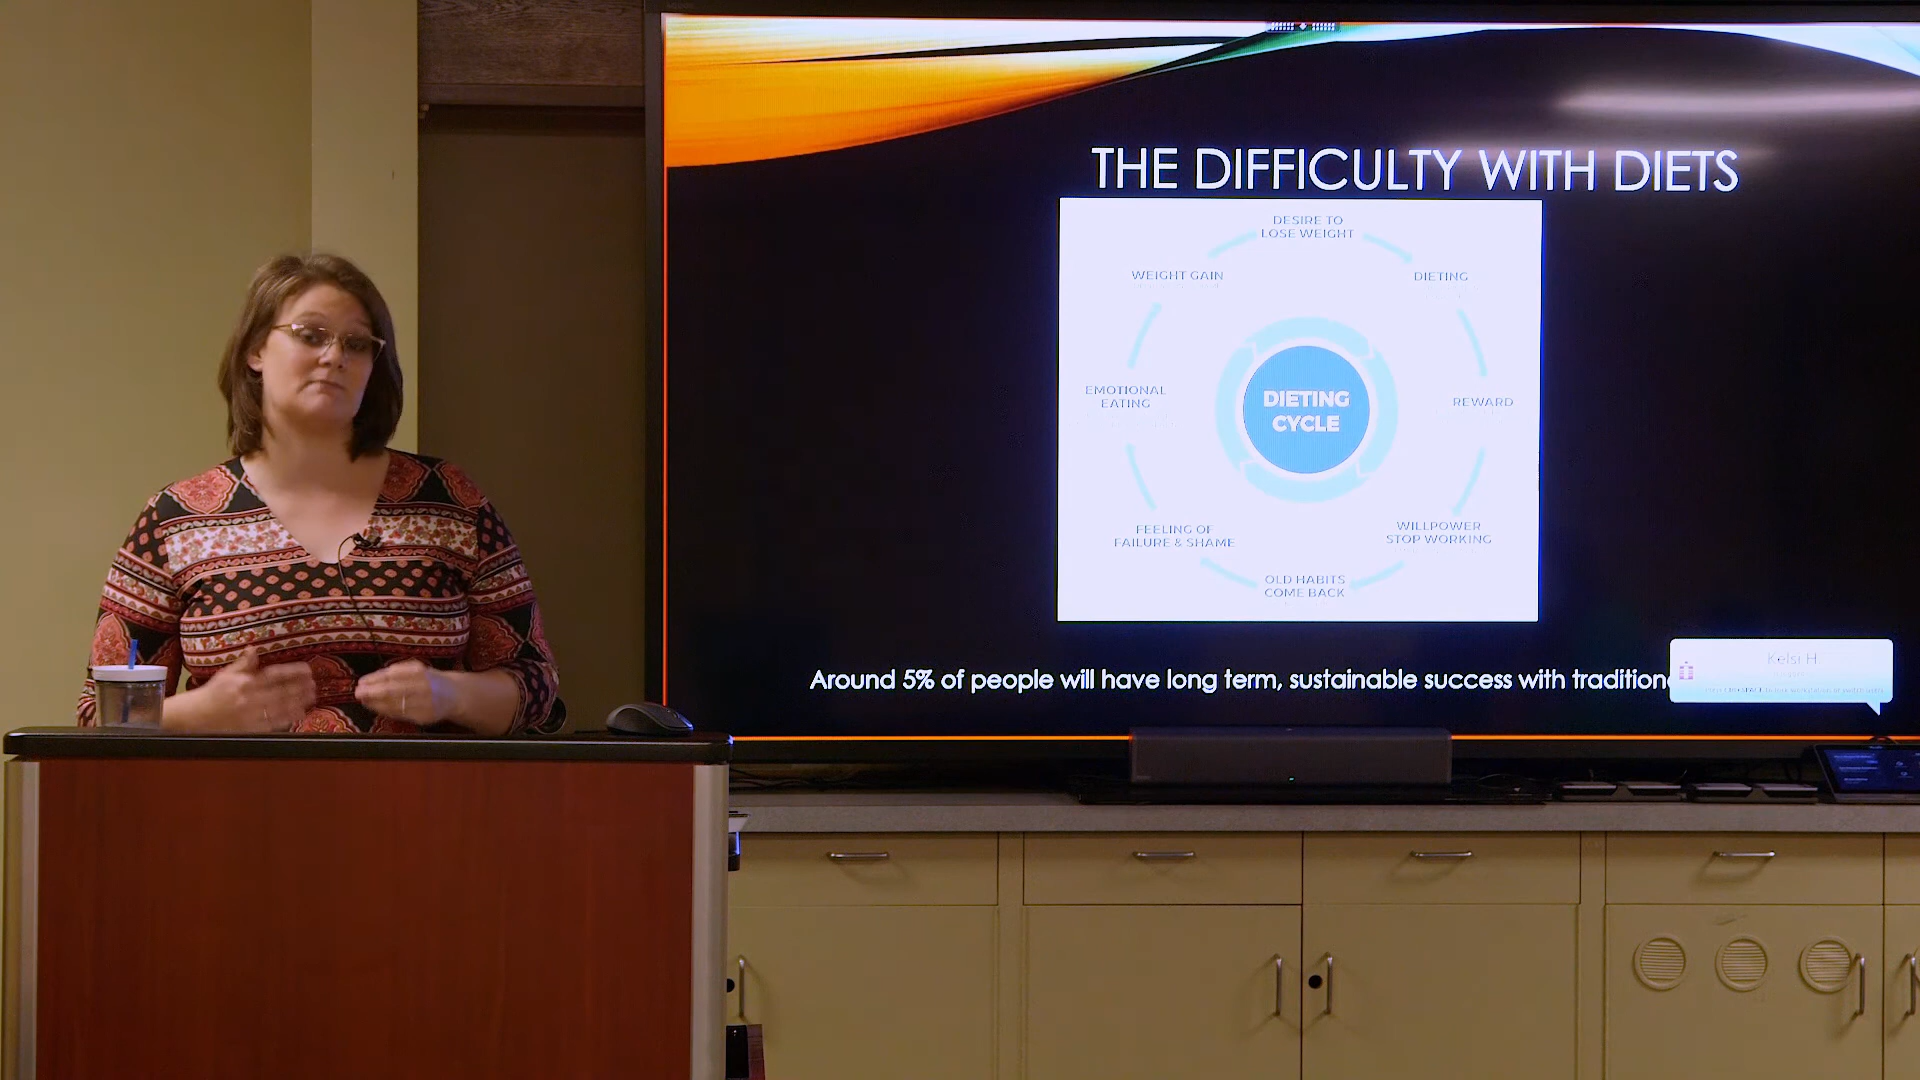 THE DIFFICULTY WITH DIETS
DESIRE TO
LOSE WEIGHT
DIETING
REWARD
WILLPOWER
STOP WORKING
OLD HABITS
COME BACK
FEELING OF
FAILURE & SHAME
EMOTIONAL
EATING
WEIGHT GAIN
DIETING
CYCLE
Around 5% of people will have long term, sustainable success with
Kelsi H